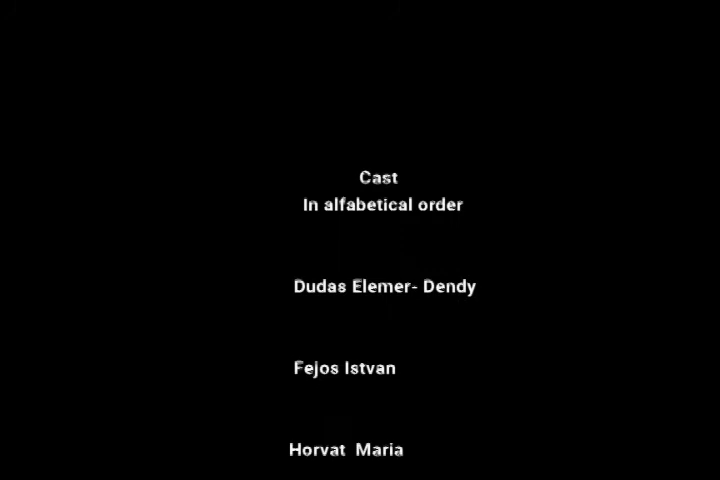 Cast
In alfabetical order
Dudas Elemer- Dendy
Fejos Istvan
Horvat  Maria